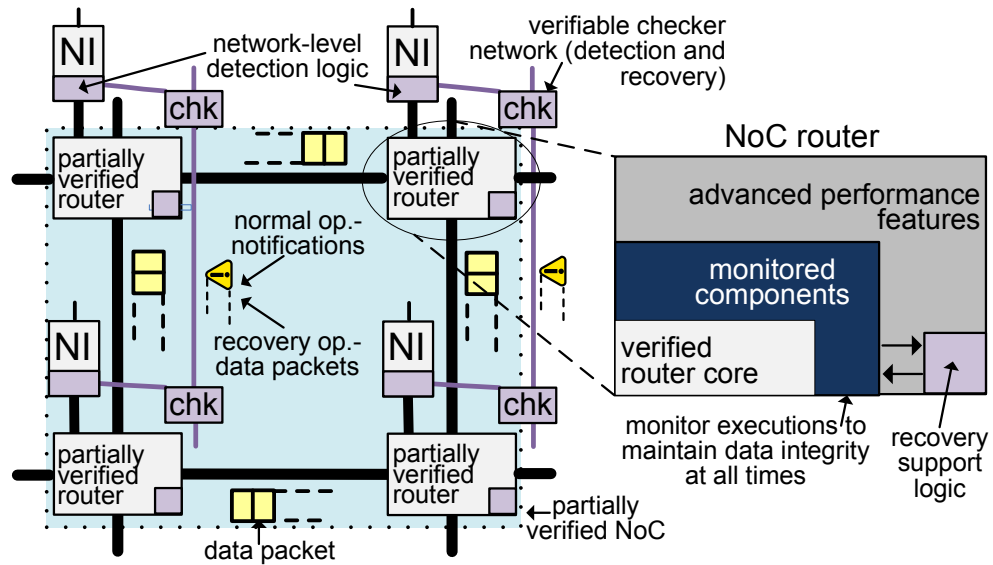 NI
network-level
detection logic
NI
verifiable checker
network (detection and
recovery)
chk
chk
partially
verified
router
partially
verified
router
NoC router
advanced performance
features
monitored
components
verified
router core
normal op.-
notifications
recovery op.-
data packets
NI
NI
chk
chk
monitor executions to
maintain data integrity
at all times
recovery
support
logic
partially
verified
router
partially
verified
router
partially
verified NoC
data packet